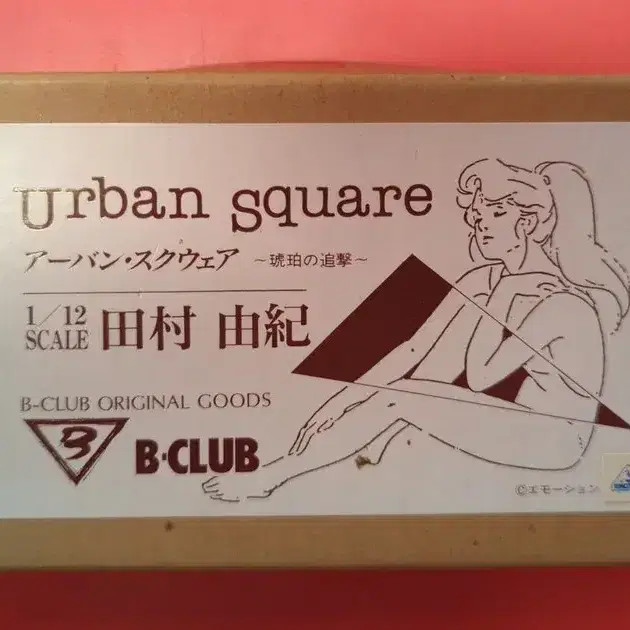 Urban Square
アーバン・スクウェア ～琥珀の追撃～
1/12 SCALE 田村 由紀
B-CLUB ORIGINAL GOODS
B B-CLUB
©エモーション